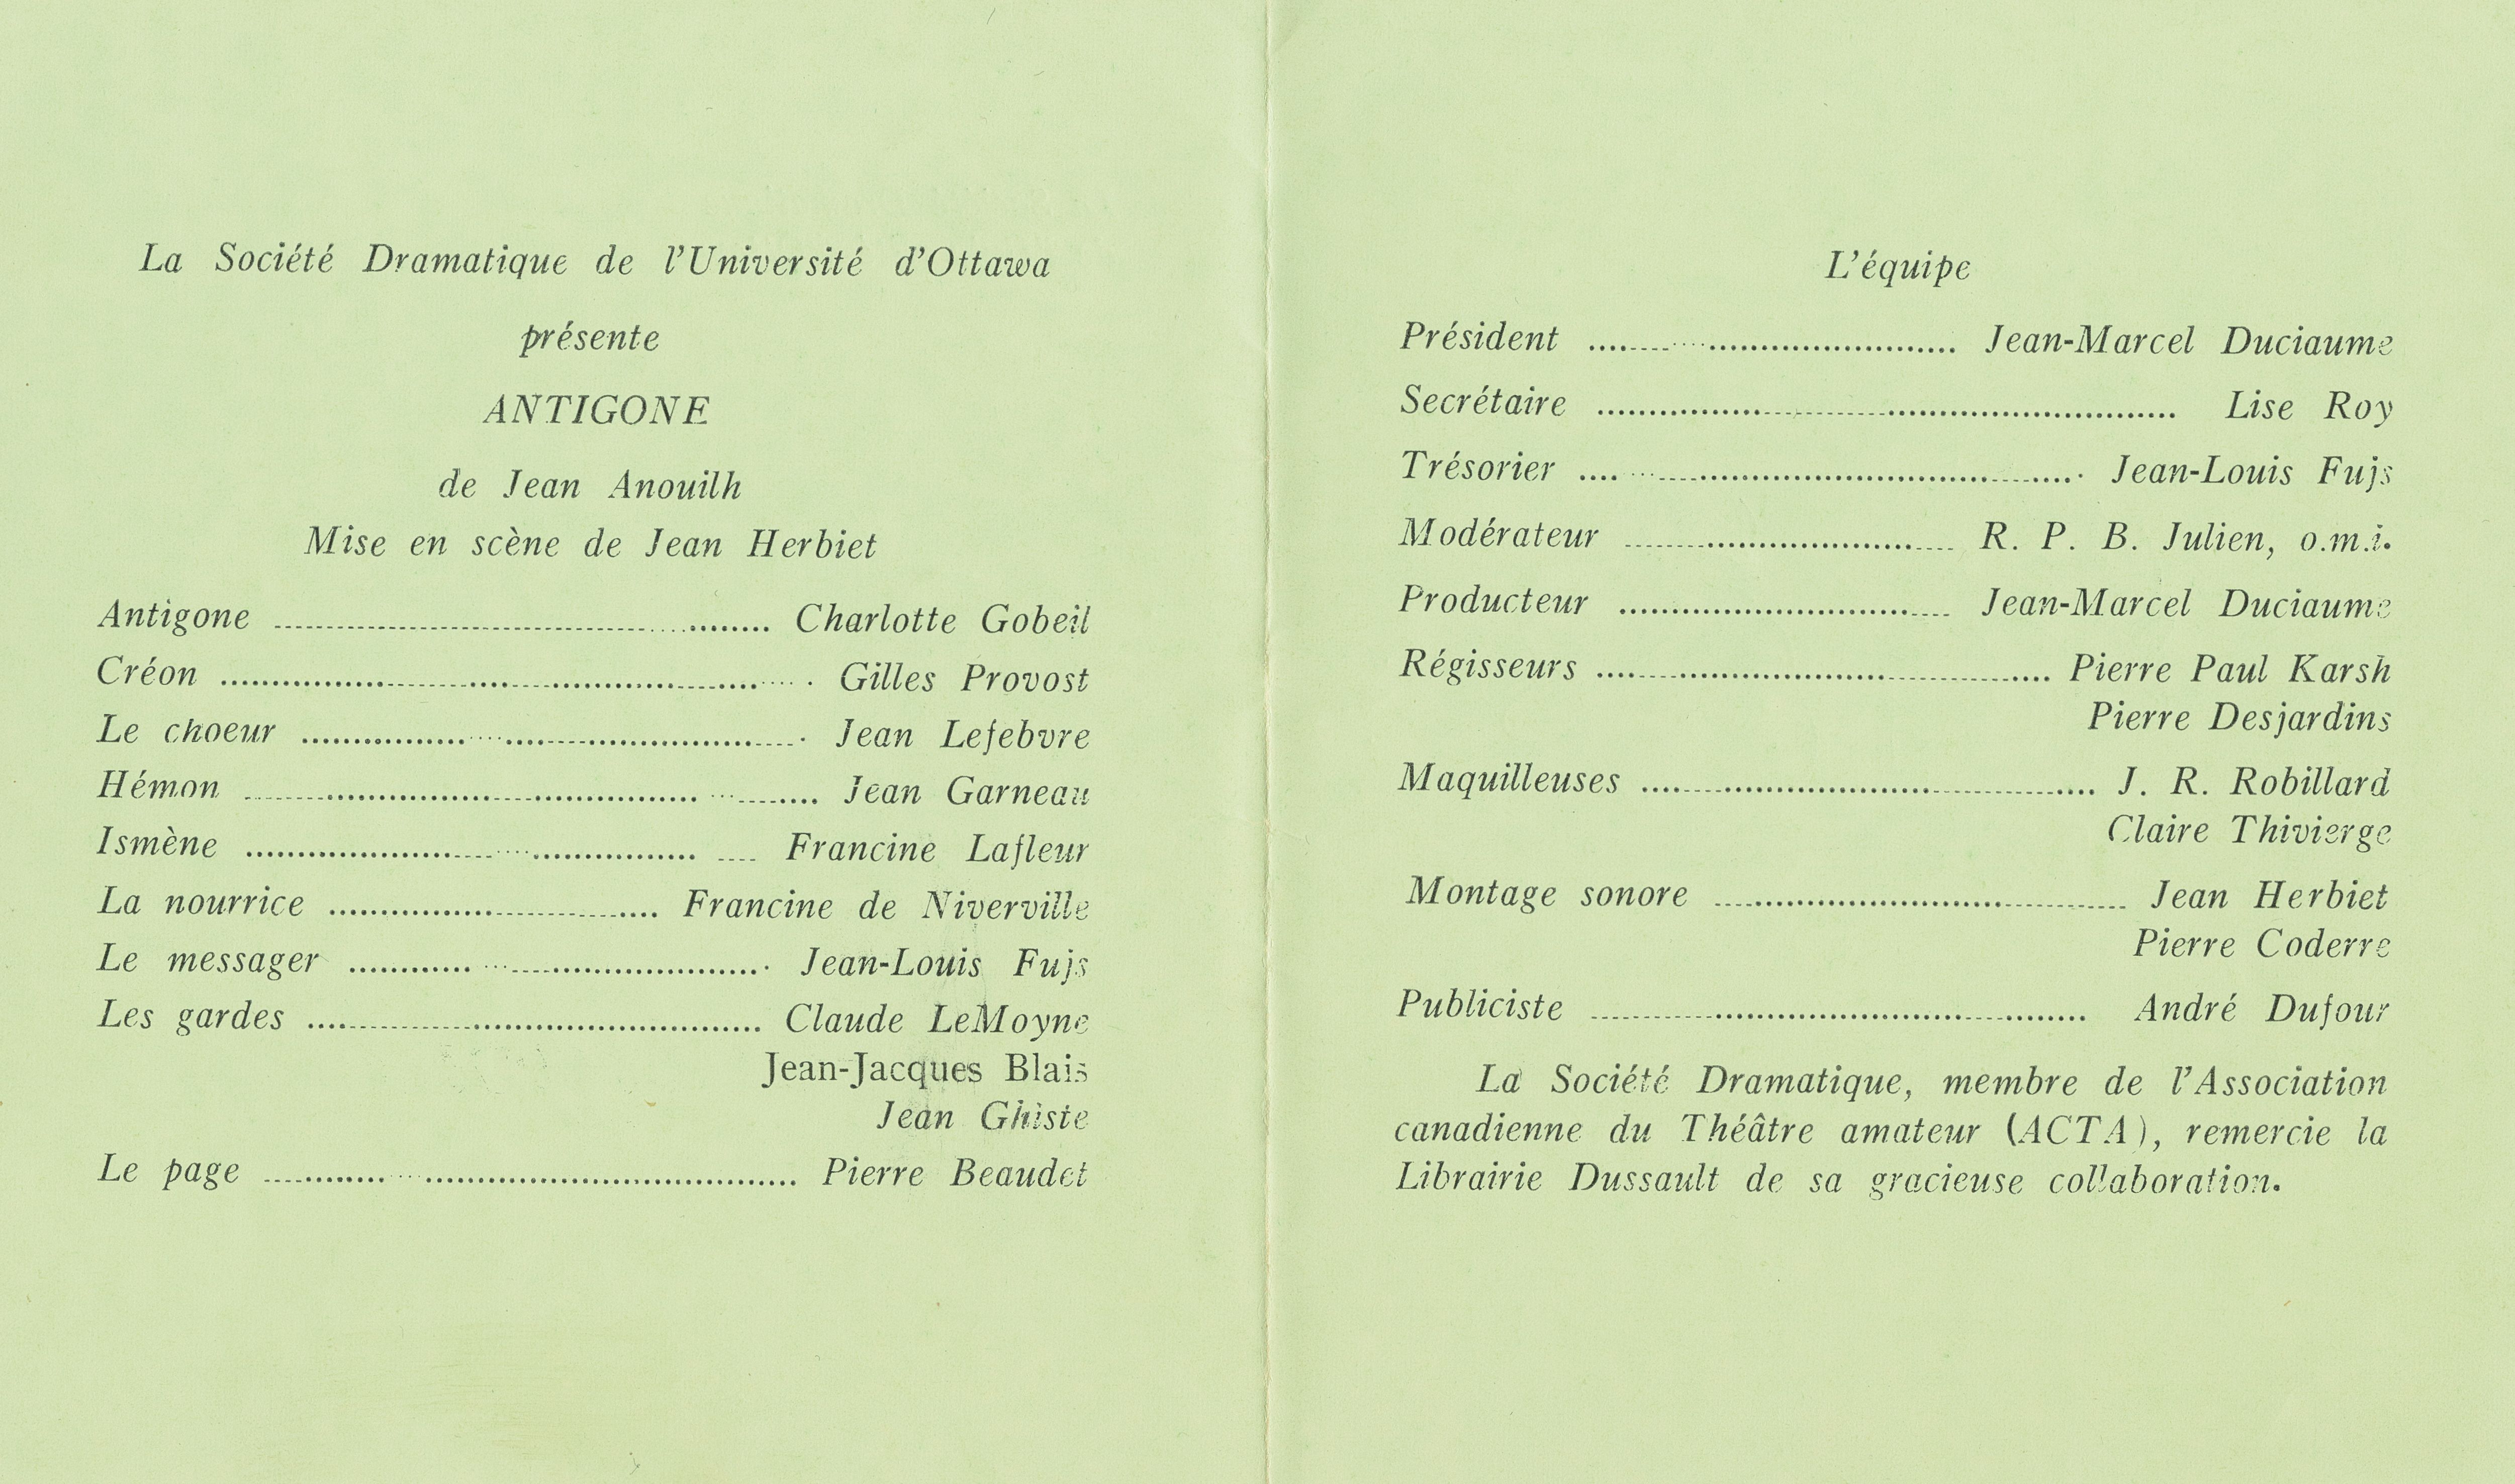 La Société Dramatique de l'Université d'Ottawa
présente
ANTIGONE
de Jean Anouilh
Mise en scène de Jean Herbiet
Antigone ........ Charlotte Gobeil
Créon ........ Gilles Provost
Le choeur ........ Jean Lefebvre
Hémon ........ Jean Garneau
Ismène ........ Francine Lafleur
La nourrice ........ Francine de Niverville
Le messager ........ Jean-Louis Fujs
Les gardes ........ Claude LeMoyne
Jean-Jacques Blais
Jean Ghiste
Le page ........ Pierre Beaudet
L'équipe
Président ........ Jean-Marcel Duciaume
Secrétaire ........ Lise Roy
Trésorier ........ Jean-Louis Fujs
Modérateur ........ R. P. B. Julien, o.m.i.
Producteur ........ Jean-Marcel Duciaume
Régisseurs ........ Pierre Paul Karsh
Pierre Desjardins
Maquilleuses ........ J. R. Robillard
Claire Thivierge
Montage sonore ........ Jean Herbiet
Pierre Coderre
Publiciste ........ André Dufour
La Société Dramatique, membre de l'Association
canadienne du Théâtre amateur (ACTA), remercie la
Librairie Dussault de sa gracieuse collaboration.